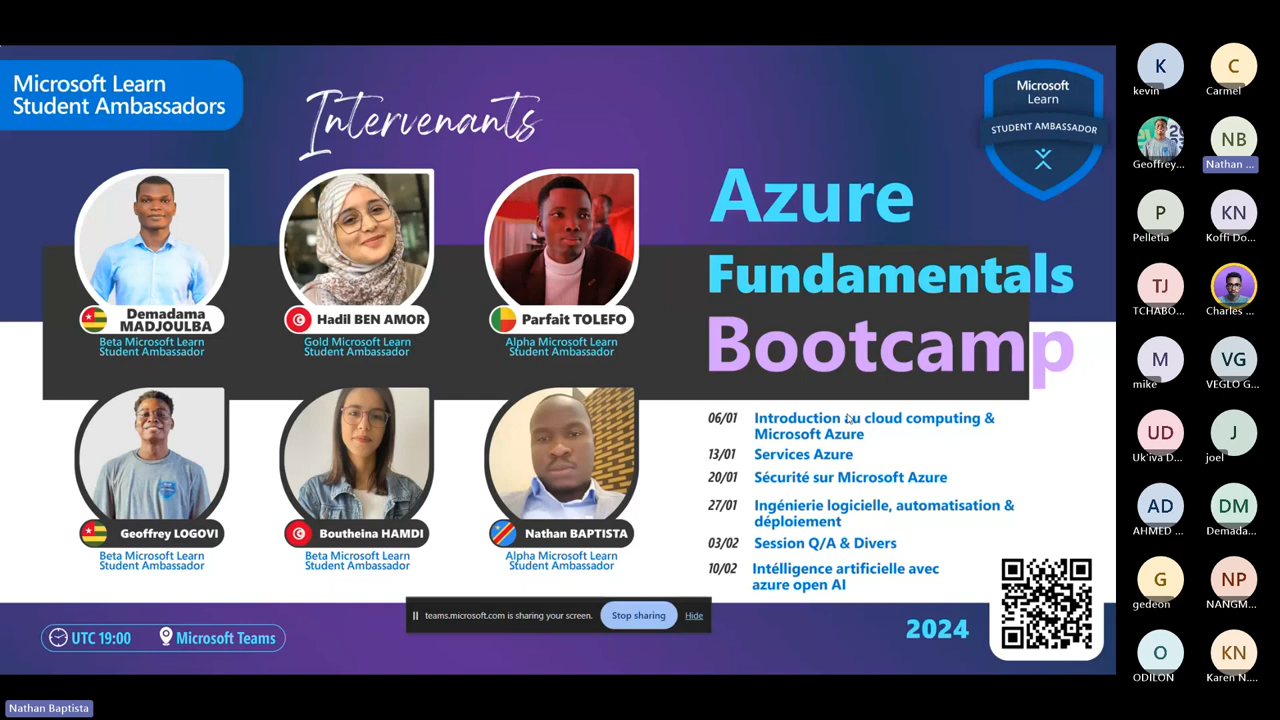 Microsoft Learn
Student Ambassadors
Intervenants
Microsoft
Learn
STUDENT AMBASSADOR
Demadama
MADJOULBA
Beta Microsoft Learn
Student Ambassador
Hadil BEN AMOR
Gold Microsoft Learn
Student Ambassador
Parfait TOLEFO
Alpha Microsoft Learn
Student Ambassador
Geoffrey LOGOVI
Beta Microsoft Learn
Student Ambassador
Boutheina HAMDI
Beta Microsoft Learn
Student Ambassador
Nathan BAPTISTA
Alpha Microsoft Learn
Student Ambassador
Azure
Fundamentals
Bootcamp
06/01 Introduction au cloud computing &
Microsoft Azure
13/01 Services Azure
20/01 Sécurité sur Microsoft Azure
27/01 Ingénierie logicielle, automatisation &
déploiement
03/02 Session Q/A & Divers
10/02 Intélligence artificielle avec
azure open AI
teams.microsoft.com is sharing your screen. Stop sharing Hide
UTC 19:00 Microsoft Teams
2024
K
kevin
C
Carmel
Geoffrey...
NB
Nathan ...
P
Pelletia
KN
Koffi Do...
TJ
TCHABO...
Charles ...
M
mike
VG
VEGLO G...
UD
Uk'iva D...
J
joel
AD
AHMED ...
DM
Demada...
G
gedeon
NP
NANGM...
O
ODILON
KN
Karen N....
Nathan Baptista